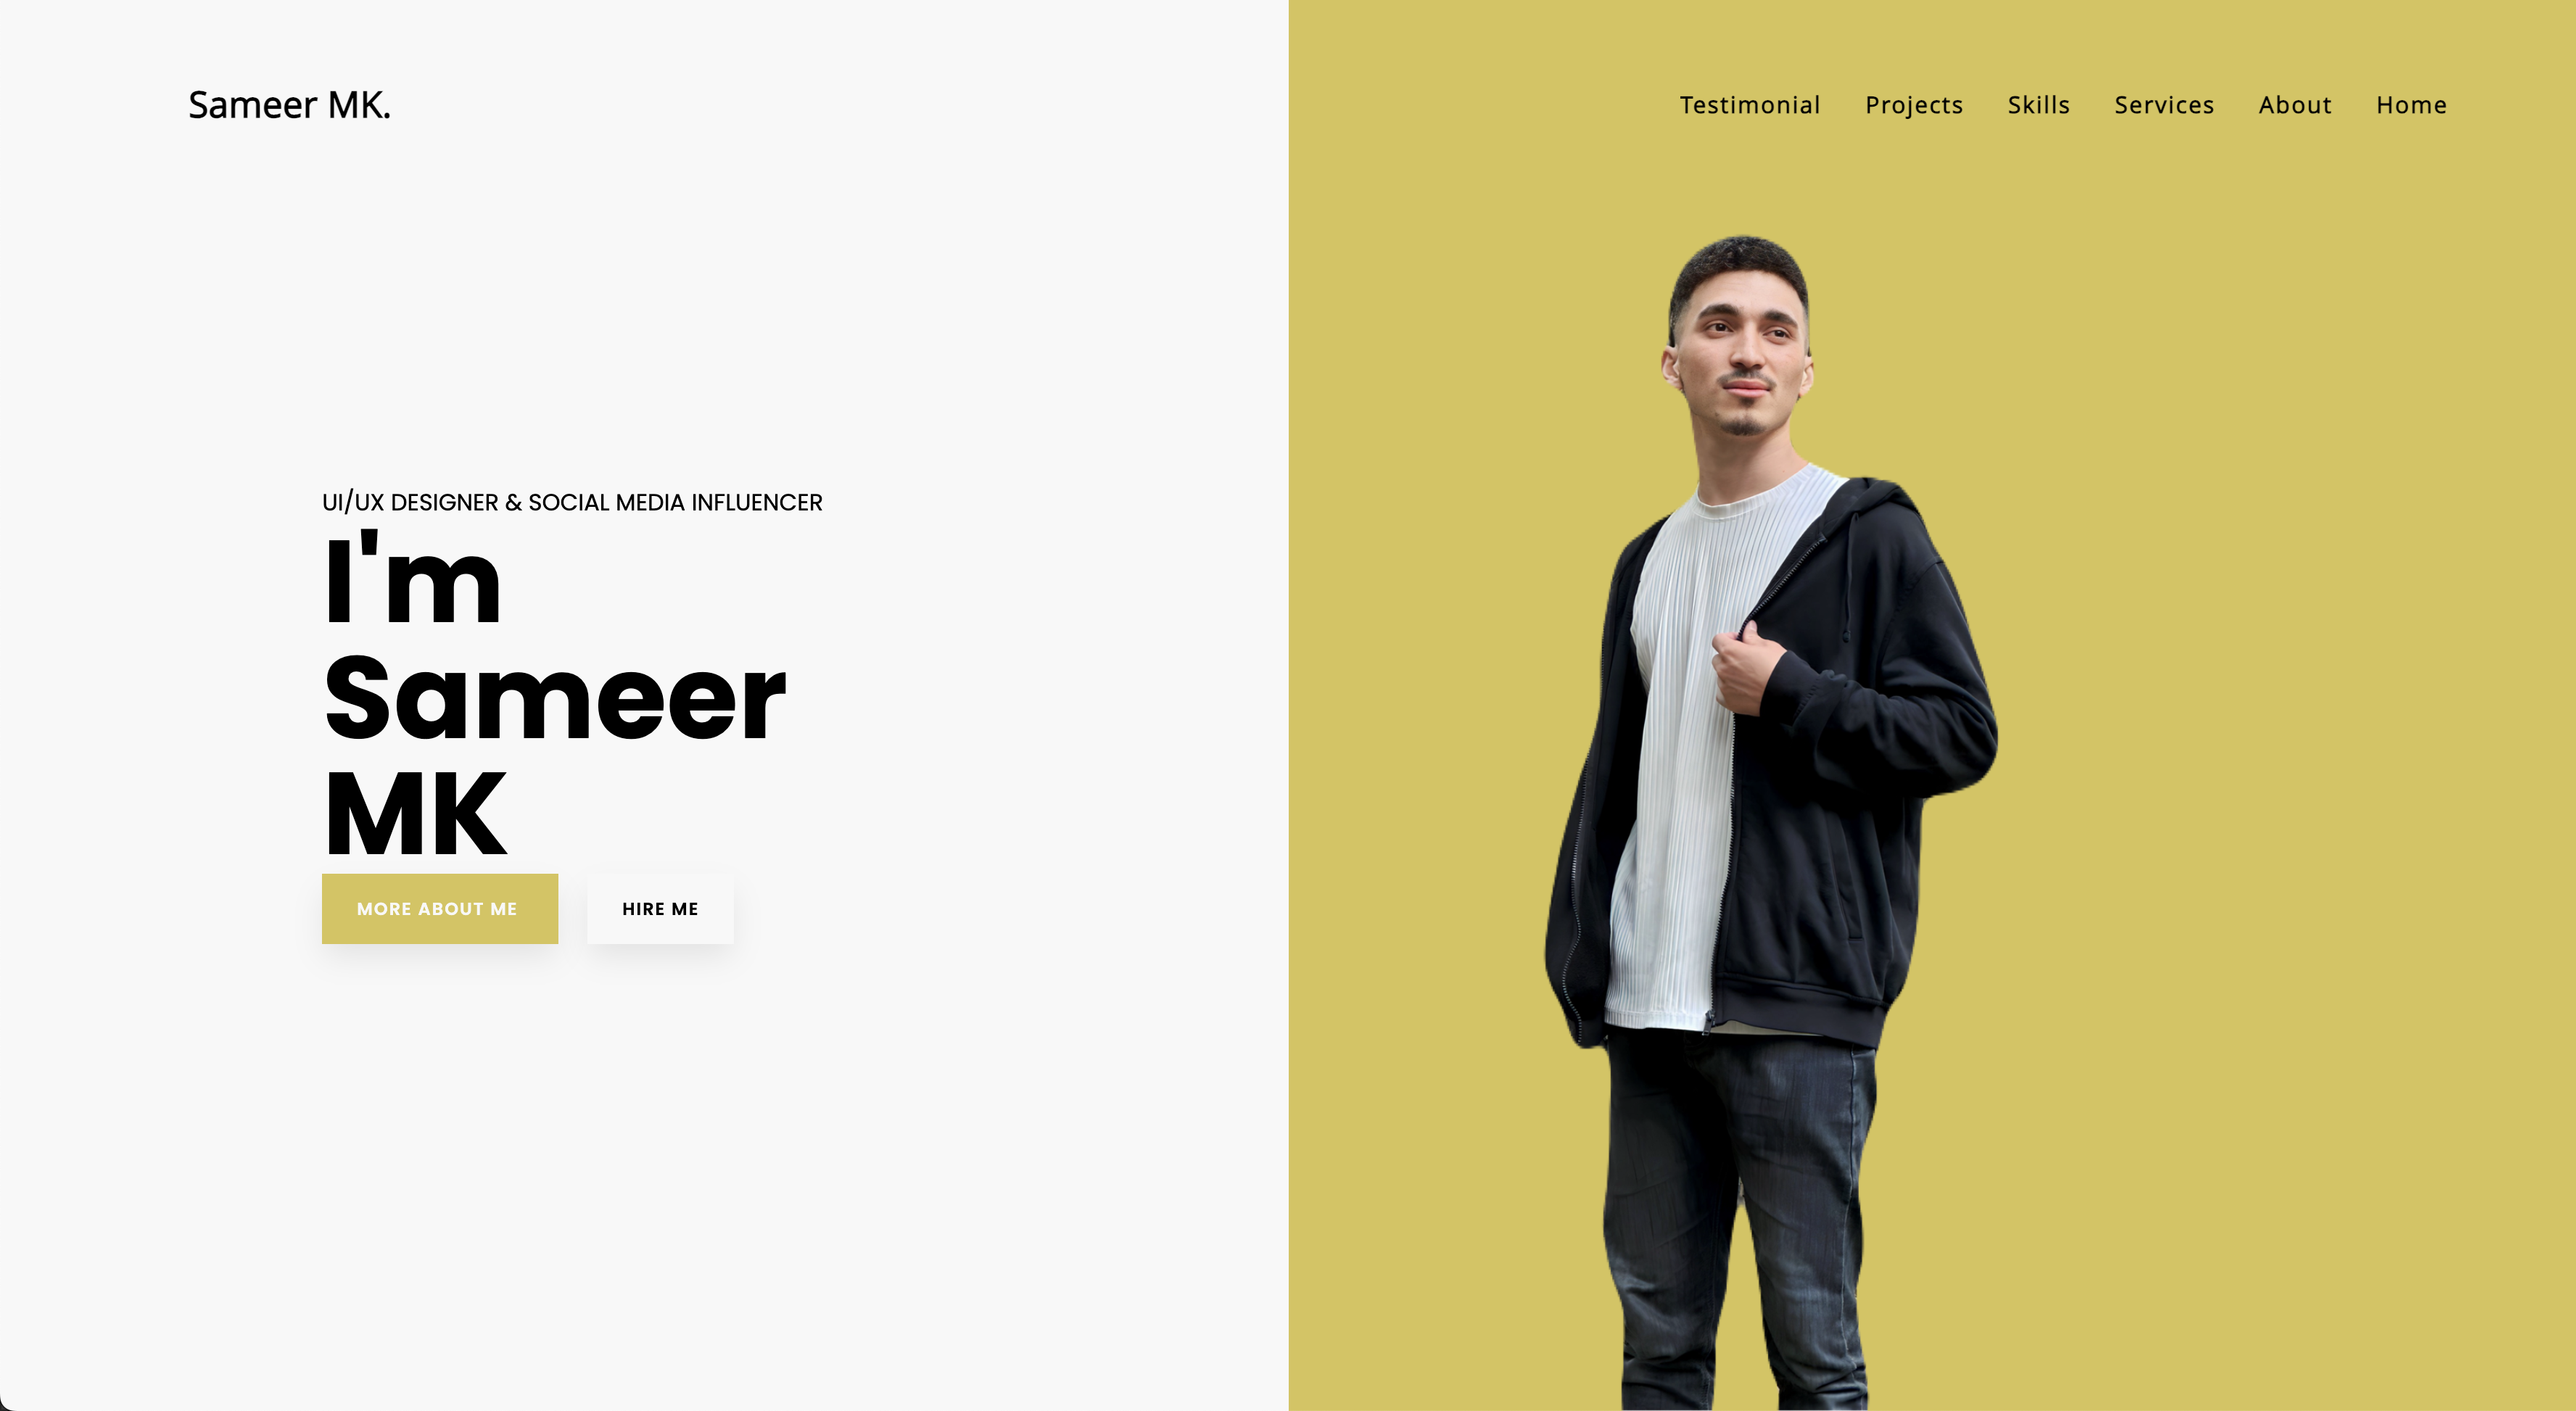 Sameer MK.
Testimonial Projects Skills Services About Home
UI/UX DESIGNER & SOCIAL MEDIA INFLUENCER
I'm
Sameer
MK
MORE ABOUT ME
HIRE ME